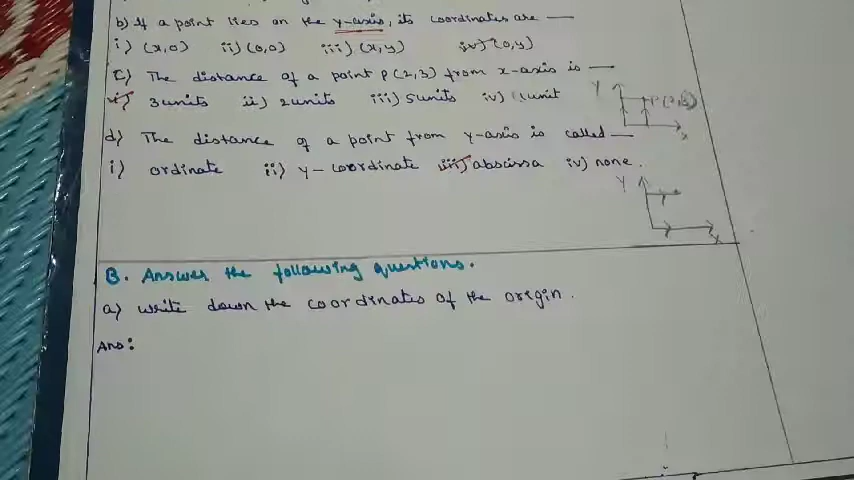 b) If a point lies on the y-axis, its coordinates are —
i) (x,0) ii) (0,0) iii) (x,y) iv) (0,y)
c) The distance of a point P(2,3) from x-axis is —
i) 3units ii) 2units iii) 5units iv) 1unit
Y
x
d) The distance of a point from y-axis is called —
i) ordinate ii) y-coordinate iii) abscissa iv) none.
Y
X
B. Answer the following questions.
a) write down the coordinates of the origin.
Ans: